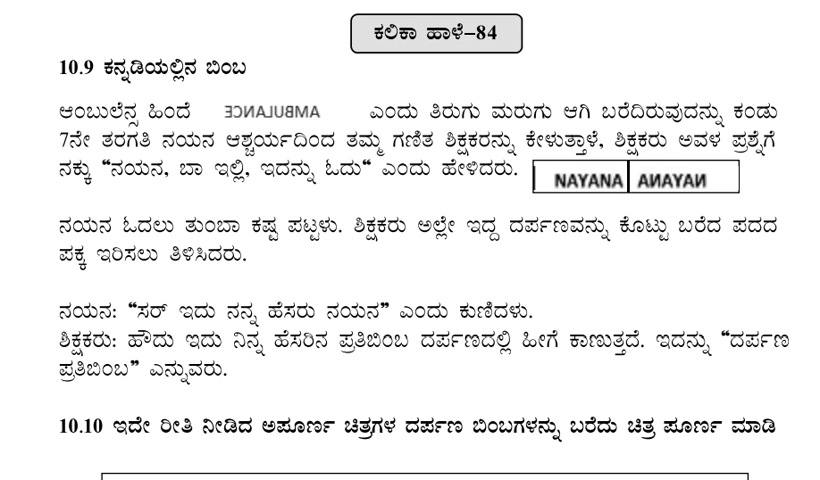 ಕಲಿಕಾ ಹಾಳೆ-84
10.9 ಕನ್ನಡಿಯಲ್ಲಿನ ಬಿಂಬ
ಆಂಬುಲೆನ್ಸ ಹಿಂದೆ AMBULANCE ಎಂದು ತಿರುಗು ಮರುಗು ಆಗಿ ಬರೆದಿರುವುದನ್ನು ಕಂಡು
7ನೇ ತರಗತಿ ನಯನ ಆಶ್ಚರ್ಯದಿಂದ ತಮ್ಮ ಗಣಿತ ಶಿಕ್ಷಕರನ್ನು ಕೇಳುತ್ತಾಳೆ, ಶಿಕ್ಷಕರು ಅವಳ ಪ್ರಶ್ನೆಗೆ
ನಕ್ಕು “ನಯನ, ಬಾ ಇಲ್ಲಿ, ಇದನ್ನು ಓದು“ ಎಂದು ಹೇಳಿದರು. NAYANA NAYANA
ನಯನ ಓದಲು ತುಂಬಾ ಕಷ್ಟ ಪಟ್ಟಳು. ಶಿಕ್ಷಕರು ಅಲ್ಲೇ ಇದ್ದ ದರ್ಪಣವನ್ನು ಕೊಟ್ಟು ಬರೆದ ಪದದ
ಪಕ್ಕ ಇರಿಸಲು ತಿಳಿಸಿದರು.
ನಯನ: “ಸರ್ ಇದು ನನ್ನ ಹೆಸರು ನಯನ” ಎಂದು ಕುಣಿದಳು.
ಶಿಕ್ಷಕರು: ಹೌದು ಇದು ನಿನ್ನ ಹೆಸರಿನ ಪ್ರತಿಬಿಂಬ ದರ್ಪಣದಲ್ಲಿ ಹೀಗೆ ಕಾಣುತ್ತದೆ. ಇದನ್ನು “ದರ್ಪಣ
ಪ್ರತಿಬಿಂಬ” ಎನ್ನುವರು.
10.10 ಇದೇ ರೀತಿ ನೀಡಿದ ಅಪೂರ್ಣ ಚಿತ್ರಗಳ ದರ್ಪಣ ಬಿಂಬಗಳನ್ನು ಬರೆದು ಚಿತ್ರ ಪೂರ್ಣ ಮಾಡಿ